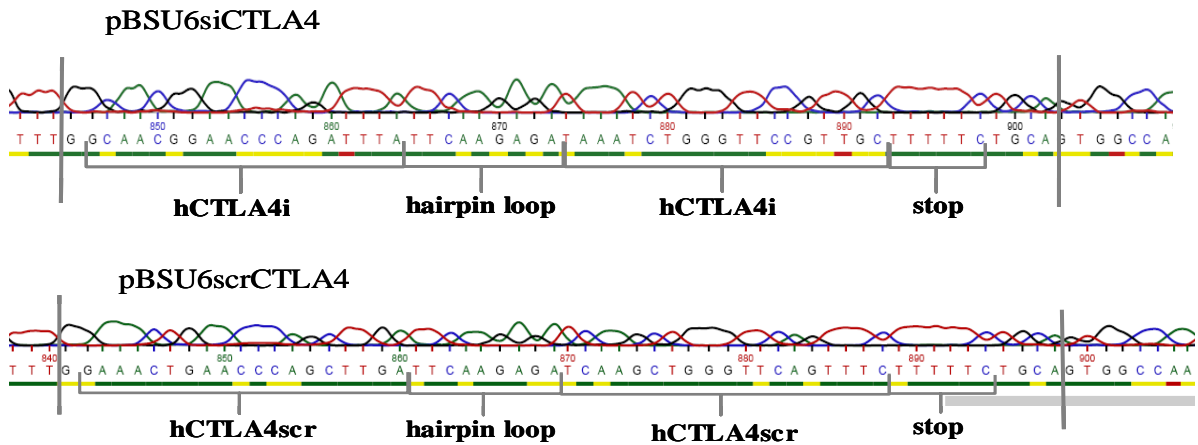 pBSU6siCTLA4
850 860 870 880 890 900
T T T G G C A A C G G A A C C C A G A T T T A T T C A A G A G A T A A A T C T G G G T T C C G T T G C T T T T T C T G C A G T G G C C A
hCTLA4i hairpin loop hCTLA4i stop
pBSU6scrCTLA4
840 850 860 870 880 890 900
T T T G G A A A C T G A A C C C A G C T T G A T T C A A G A G A T C A A G C T G G G T T C A G T T T C T T T T T C T G C A G T G G C C A A
hCTLA4scr hairpin loop hCTLA4scr stop